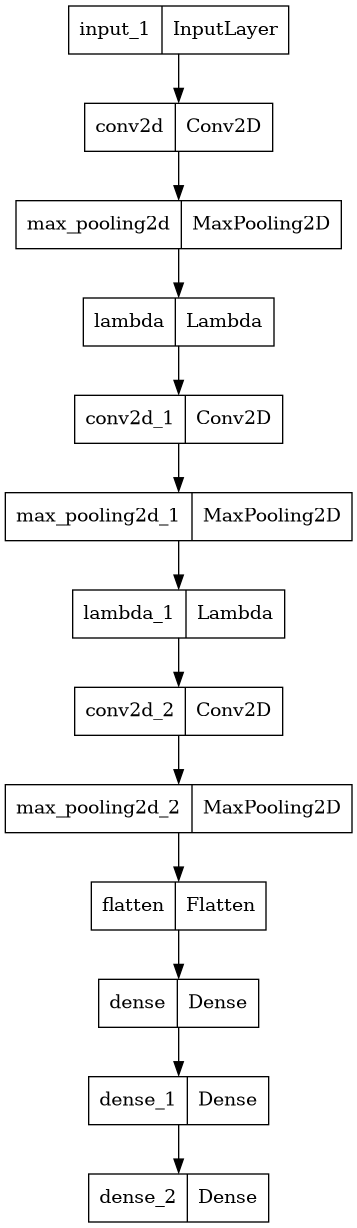 input_1 InputLayer
conv2d Conv2D
max_pooling2d MaxPooling2D
lambda Lambda
conv2d_1 Conv2D
max_pooling2d_1 MaxPooling2D
lambda_1 Lambda
conv2d_2 Conv2D
max_pooling2d_2 MaxPooling2D
flatten Flatten
dense Dense
dense_1 Dense
dense_2 Dense